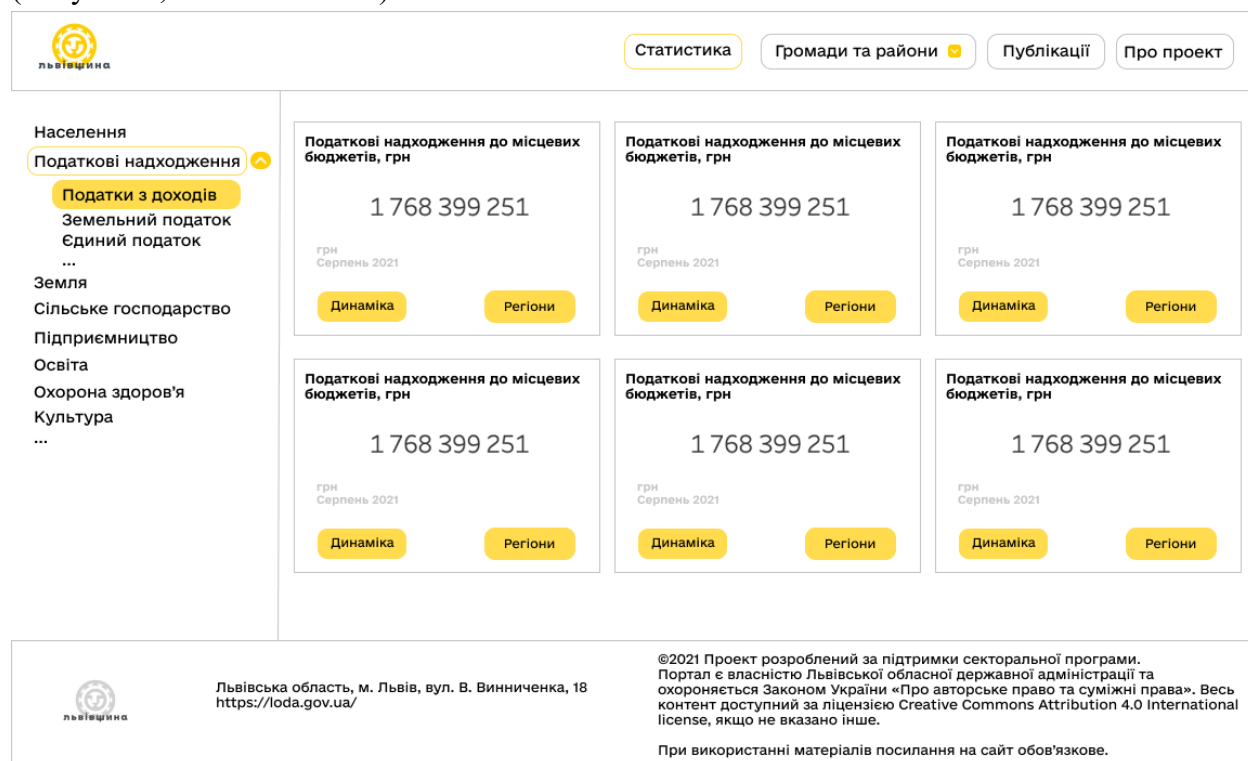 львівщина
Статистика
Громади та райони
Публікації
Про проект
Населення
Податкові надходження
Податки з доходів
Земельний податок
Єдиний податок
...
Земля
Сільське господарство
Підприємництво
Освіта
Охорона здоров’я
Культура
...
Податкові надходження до місцевих
бюджетів, грн
1 768 399 251
грн
Серпень 2021
Динаміка
Регіони
Податкові надходження до місцевих
бюджетів, грн
1 768 399 251
грн
Серпень 2021
Динаміка
Регіони
Податкові надходження до місцевих
бюджетів, грн
1 768 399 251
грн
Серпень 2021
Динаміка
Регіони
Податкові надходження до місцевих
бюджетів, грн
1 768 399 251
грн
Серпень 2021
Динаміка
Регіони
Податкові надходження до місцевих
бюджетів, грн
1 768 399 251
грн
Серпень 2021
Динаміка
Регіони
Податкові надходження до місцевих
бюджетів, грн
1 768 399 251
грн
Серпень 2021
Динаміка
Регіони
львівщина
Львівська область, м. Львів, вул. В. Винниченка, 18
https://loda.gov.ua/
©2021 Проект розроблений за підтримки секторальної програми.
Портал є власністю Львівської обласної державної адміністрації та
охороняється Законом України «Про авторське право та суміжні права». Весь
контент доступний за ліцензією Creative Commons Attribution 4.0 International
license, якщо не вказано інше.
При використанні матеріалів посилання на сайт обов’язкове.